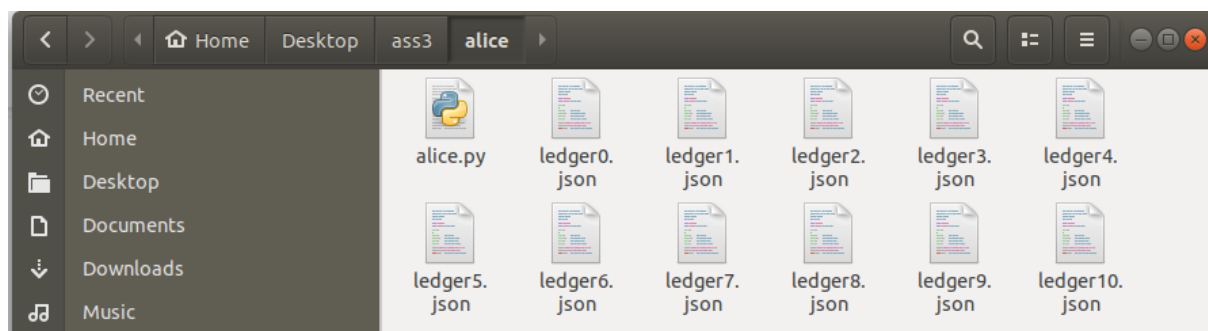 Home Desktop ass3 alice
Recent
Home
Desktop
Documents
Downloads
Music
alice.py
ledger0.
json
ledger1.
json
ledger2.
json
ledger3.
json
ledger4.
json
ledger5.
json
ledger6.
json
ledger7.
json
ledger8.
json
ledger9.
json
ledger10.
json